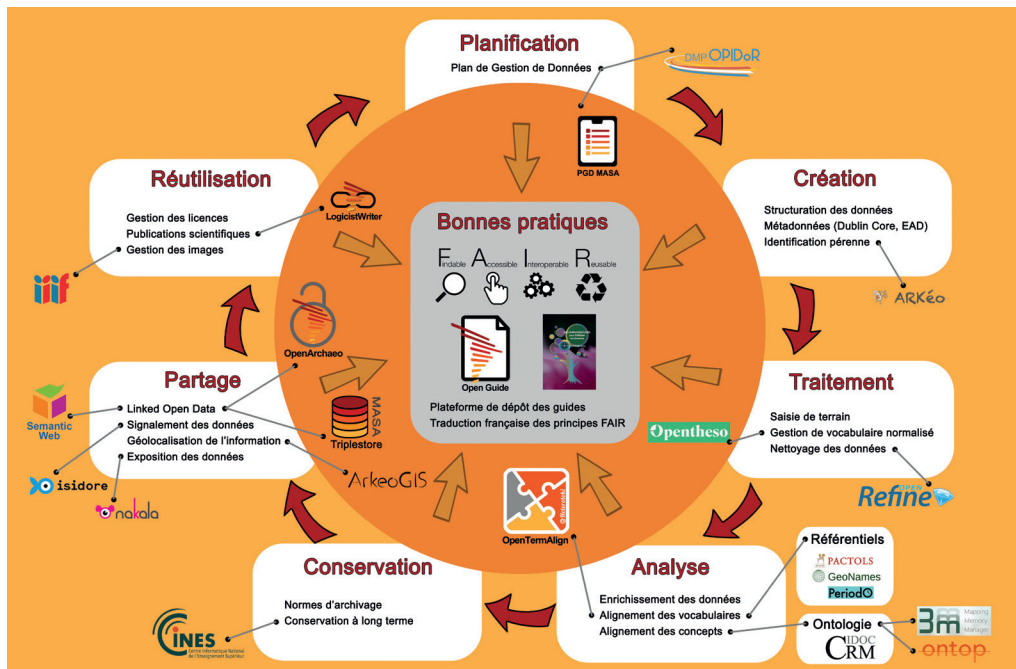 Planification
Plan de Gestion de Données
DMP OPIDoR
PGD MASA
Création
Structuration des données
Métadonnées (Dublin Core, EAD)
Identification pérenne
ARKéo
Traitement
Saisie de terrain
Gestion de vocabulaire normalisé
Nettoyage des données
Opentheso
OPEN
Refine
Analyse
Enrichissement des données
Alignement des vocabulaires
Alignement des concepts
OpenTermAlign
Référentiels
PACTOLS
GeoNames
PeriodO
Ontologie
CIDOC
CRM
3m Mapping
Memory
Manager
ontop
Conservation
Normes d'archivage
Conservation à long terme
CINES
Centre Informatique National
de l'Enseignement Supérieur
Partage
Linked Open Data
Signalement des données
Géolocalisation de l'information
Exposition des données
Semantic
Web
isidore
nakala
OpenArchaeo
MASA
Triplestore
ArkeoGIS
Réutilisation
Gestion des licences
Publications scientifiques
Gestion des images
LogicistWriter
iiif
Bonnes pratiques
Findable Accessible Interoperable Reusable
Open Guide
Plateforme de dépôt des guides
Traduction française des principes FAIR